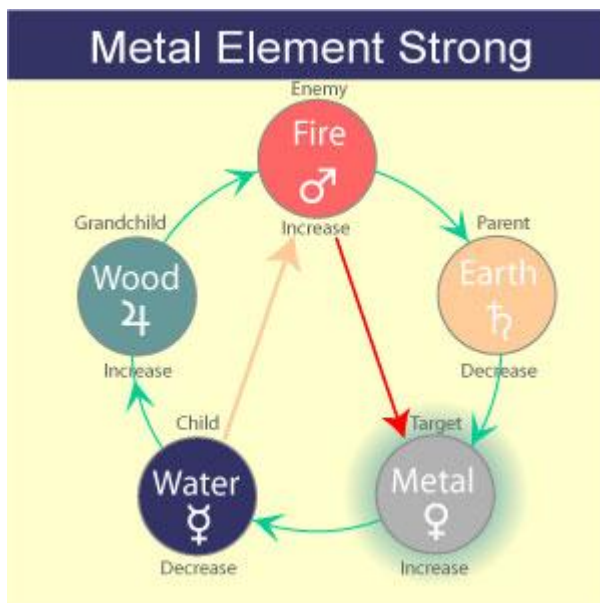 Metal Element Strong
Enemy
Fire
♂
Increase
Grandchild
Wood
♃
Increase
Parent
Earth
♄
Decrease
Child
Water
☿
Decrease
Target
Metal
♀
Increase